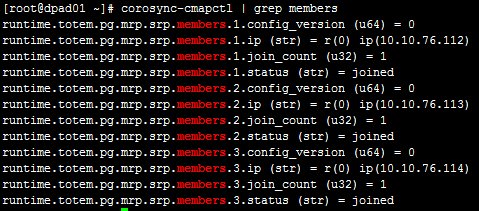 [root@dpad01 ~]# corosync-cmapctl | grep members
runtime.totem.pg.mrp.srp.members.1.config_version (u64) = 0
runtime.totem.pg.mrp.srp.members.1.ip (str) = r(0) ip(10.10.76.112)
runtime.totem.pg.mrp.srp.members.1.join_count (u32) = 1
runtime.totem.pg.mrp.srp.members.1.status (str) = joined
runtime.totem.pg.mrp.srp.members.2.config_version (u64) = 0
runtime.totem.pg.mrp.srp.members.2.ip (str) = r(0) ip(10.10.76.113)
runtime.totem.pg.mrp.srp.members.2.join_count (u32) = 1
runtime.totem.pg.mrp.srp.members.2.status (str) = joined
runtime.totem.pg.mrp.srp.members.3.config_version (u64) = 0
runtime.totem.pg.mrp.srp.members.3.ip (str) = r(0) ip(10.10.76.114)
runtime.totem.pg.mrp.srp.members.3.join_count (u32) = 1
runtime.totem.pg.mrp.srp.members.3.status (str) = joined